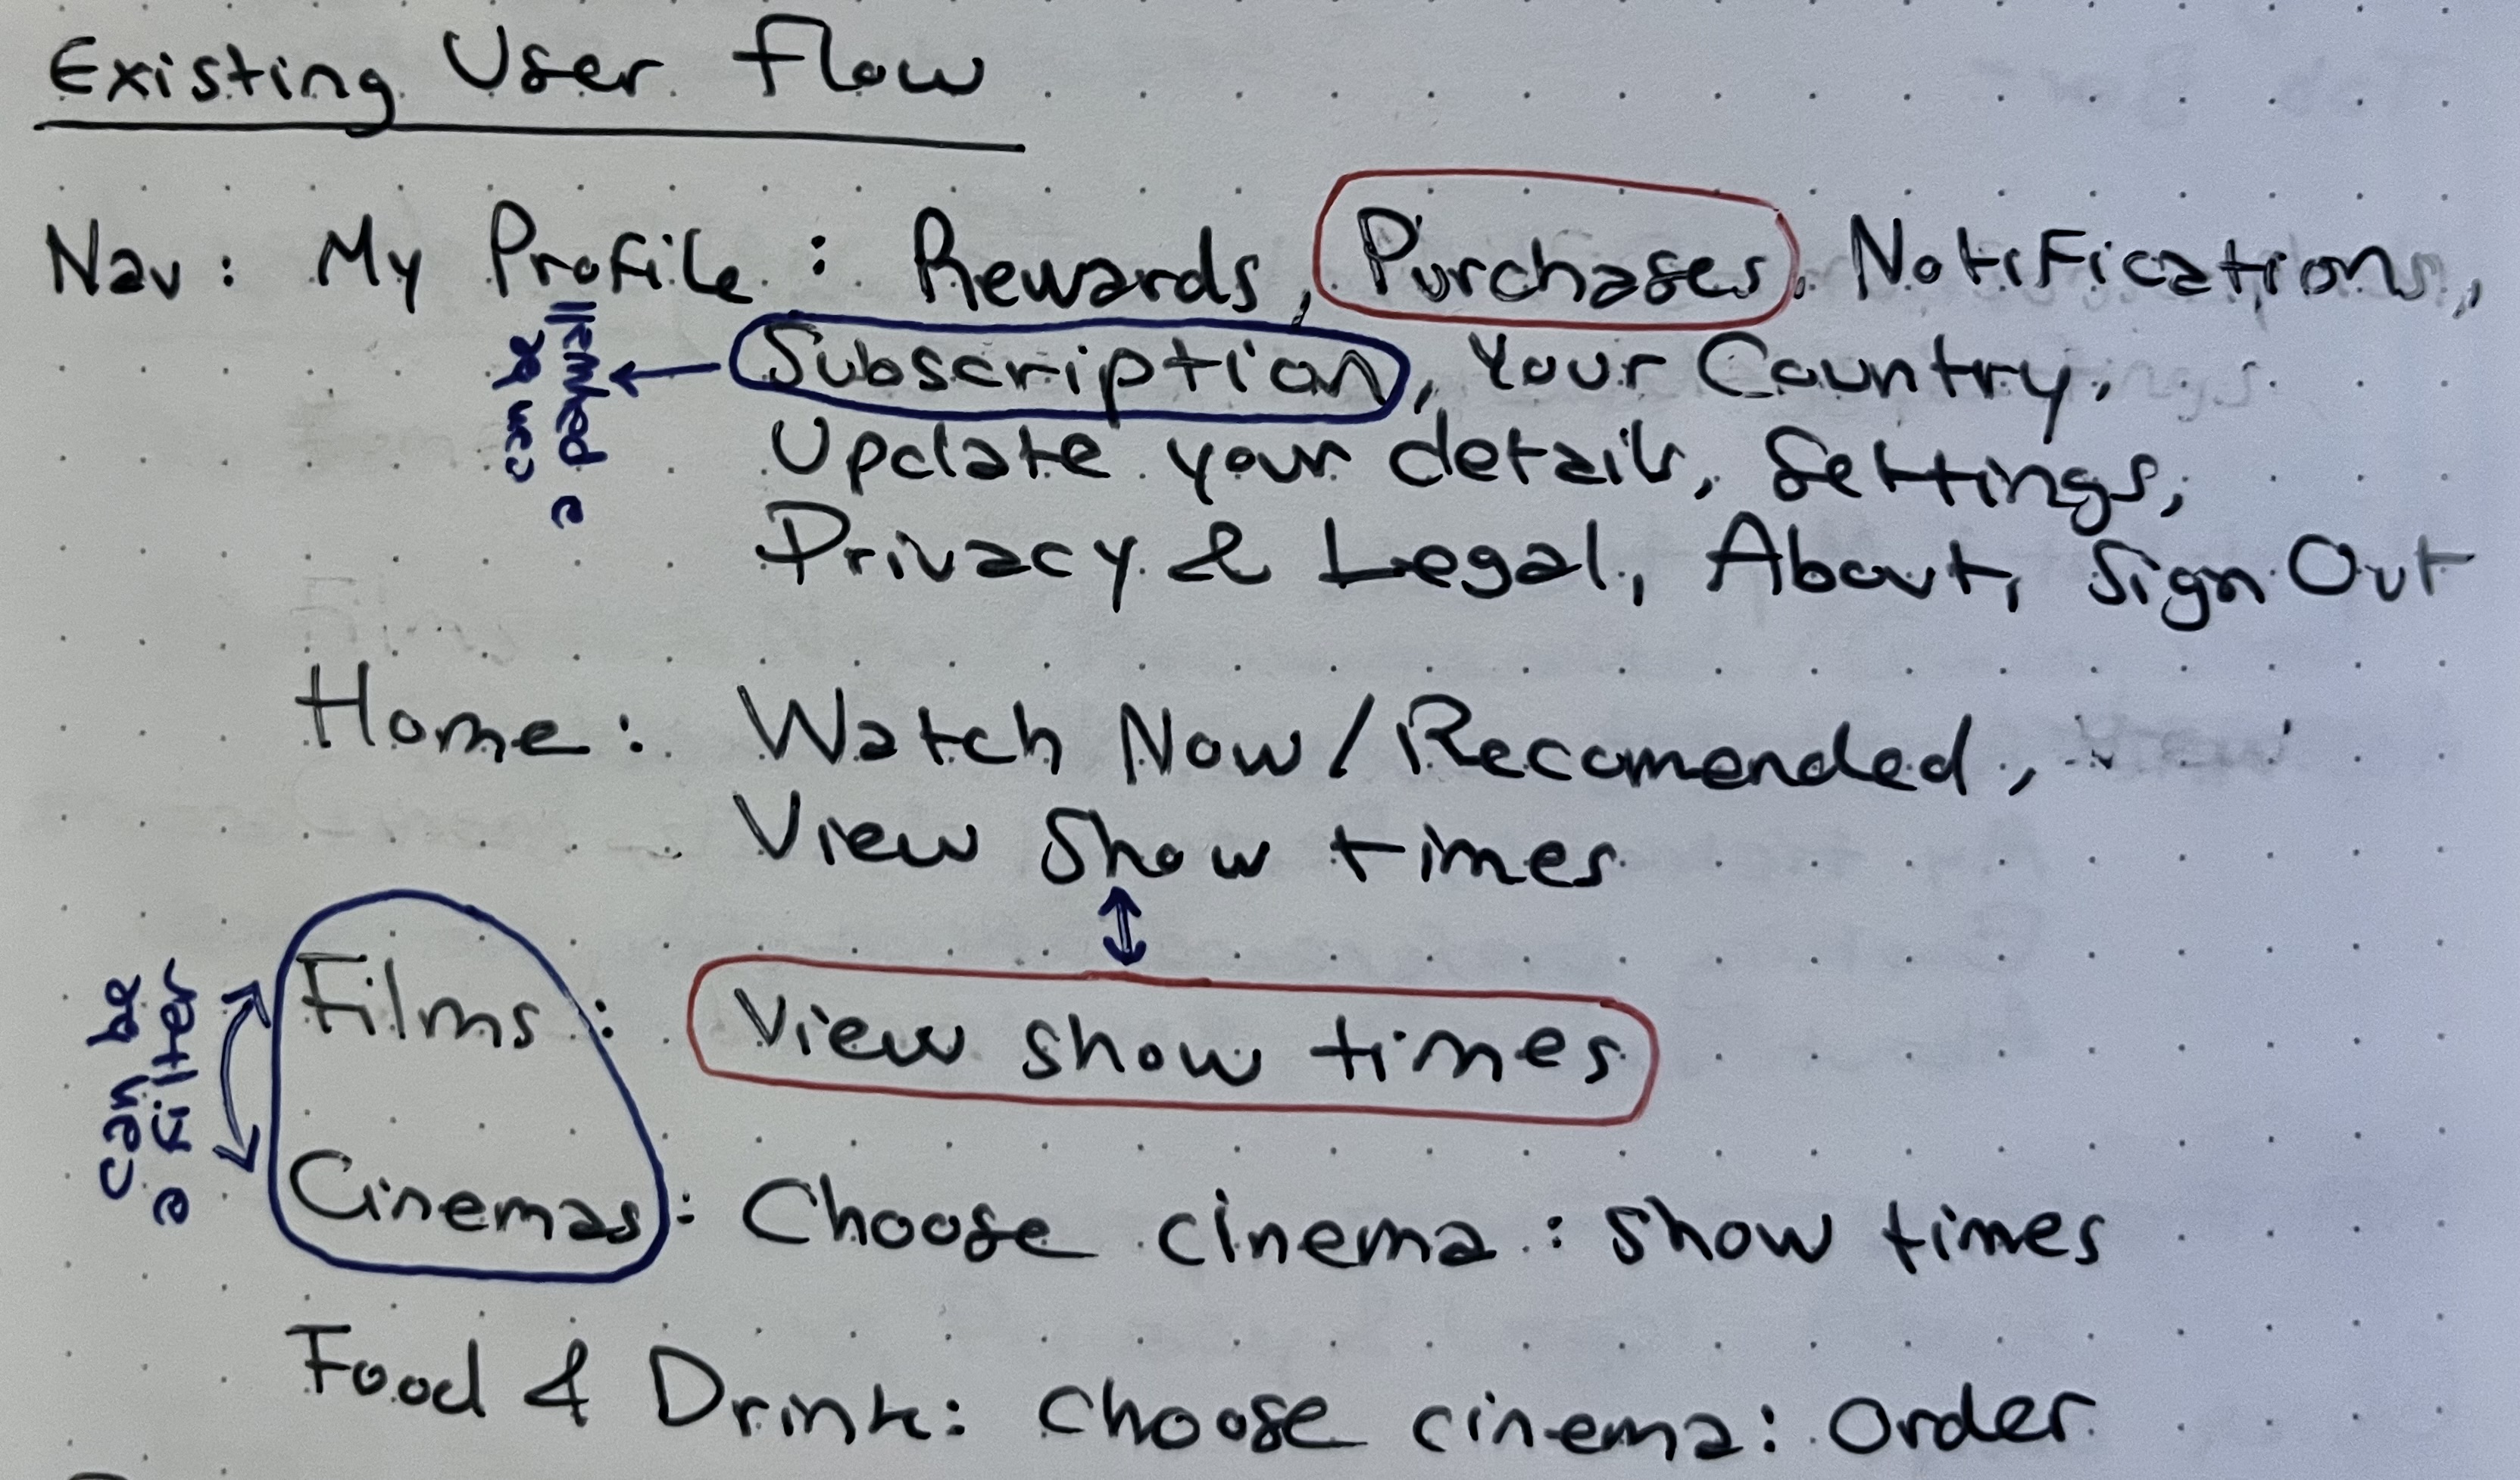 Existing User Flow
Nav: My Profile: Rewards, Purchases, Notifications,
Subscription, Your Country,
Update your details, Settings,
Privacy & Legal, About, Sign Out
can be
a
Home: Watch Now/Recomended,
View Show times
Films: View show times
can be
a filter
Cinemas: Choose cinema: show times
Food & Drink: Choose cinema: Order